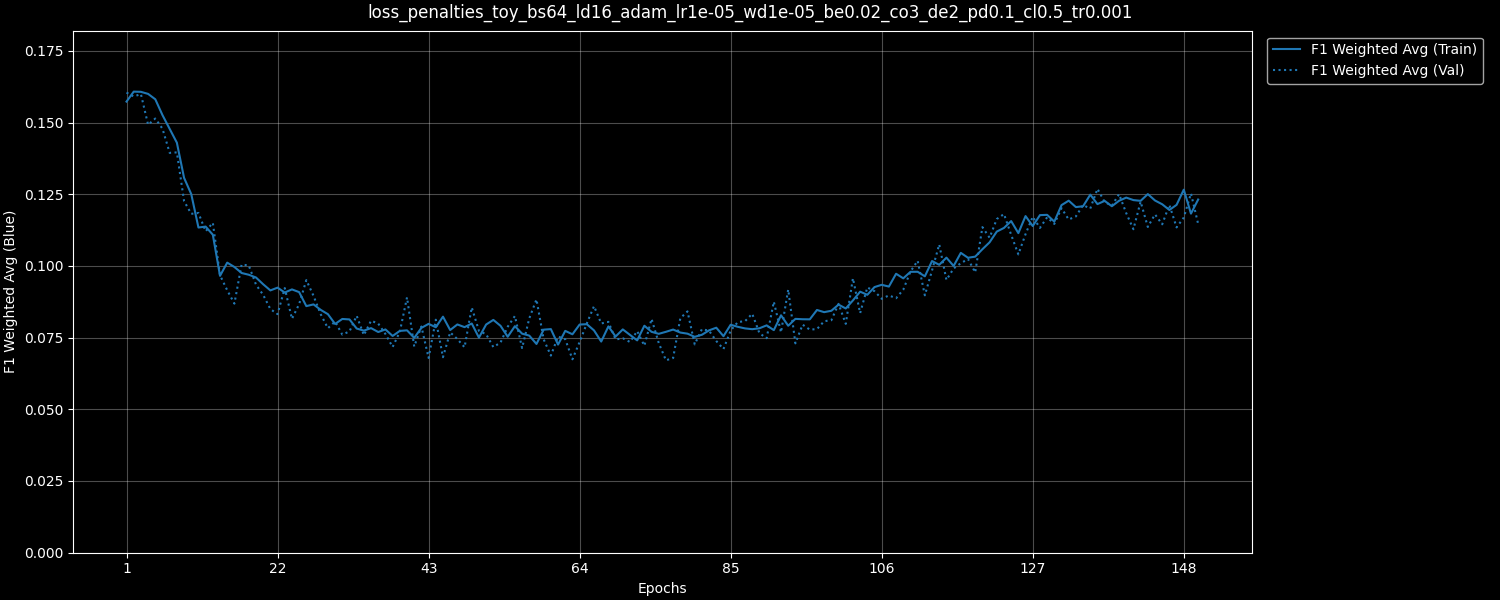 loss_penalties_toy_bs64_ld16_adam_lr1e-05_wd1e-05_be0.02_co3_de2_pd0.1_cl0.5_tr0.001
F1 Weighted Avg (Train)
F1 Weighted Avg (Val)
F1 Weighted Avg (Blue)
0.175
0.150
0.125
0.100
0.075
0.050
0.025
0.000
1 22 43 64 85 106 127 148
Epochs